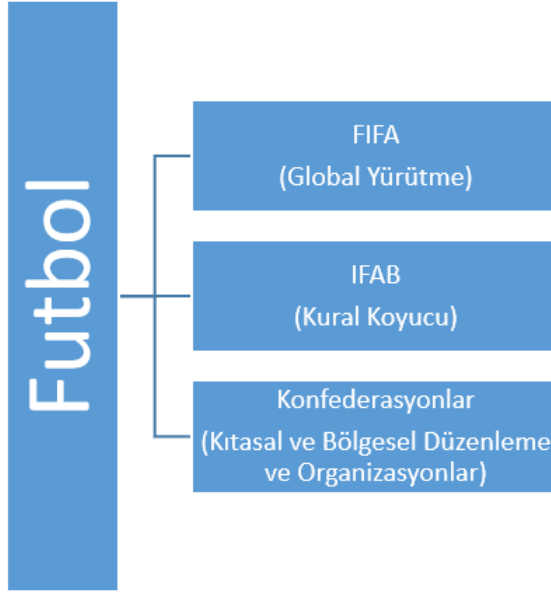 Futbol
FIFA
(Global Yürütme)
IFAB
(Kural Koyucu)
Konfederasyonlar
(Kıtasal ve Bölgesel Düzenleme
ve Organizasyonlar)